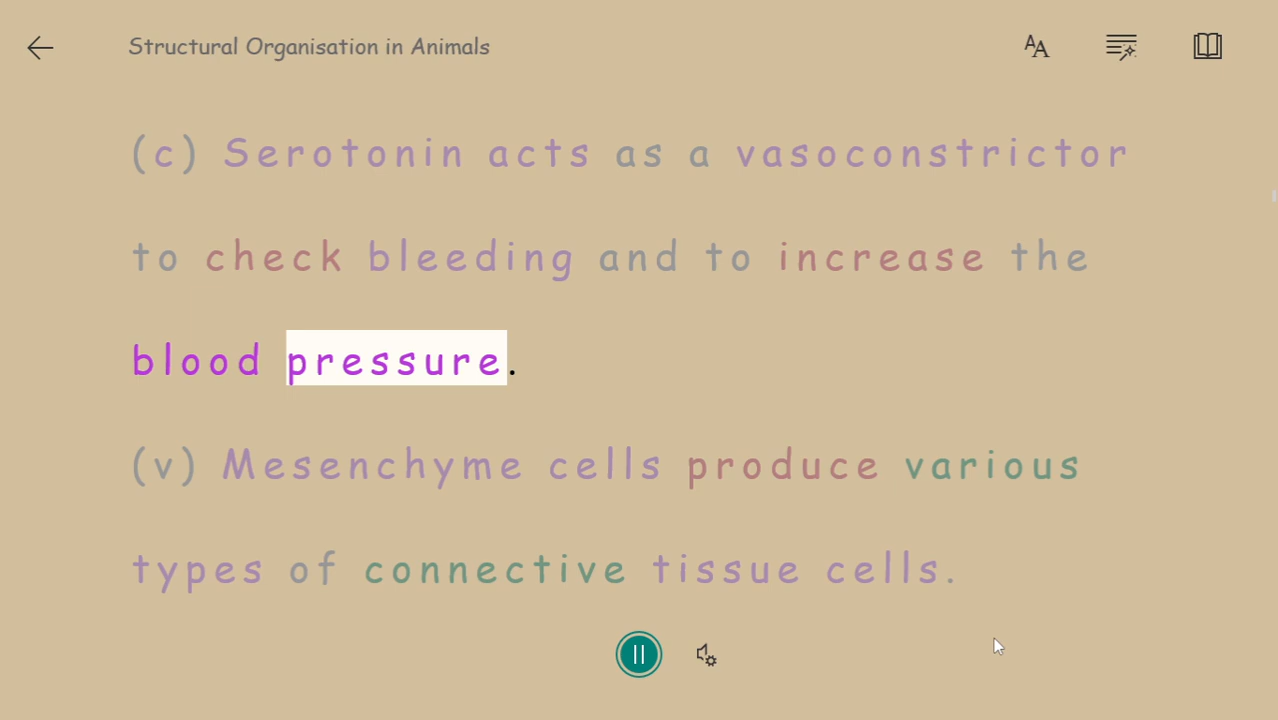 Structural Organisation in Animals
(c) Serotonin acts as a vasoconstrictor
to check bleeding and to increase the
blood pressure.
(v) Mesenchyme cells produce various
types of connective tissue cells.